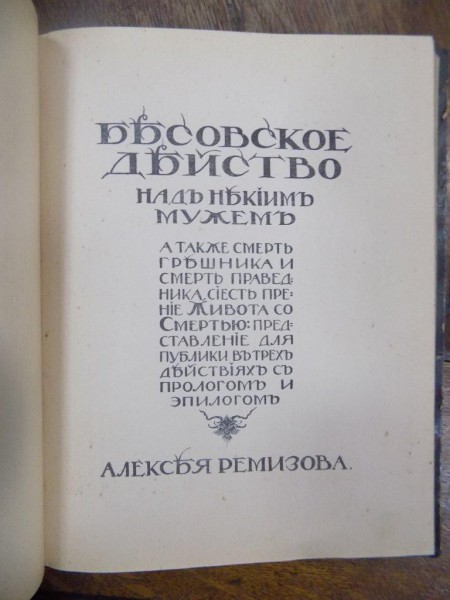 БѢСОВСКОЕ
ДѢЙСТВО
НАДЪ НѢКІИМЪ
МУЖЕМЪ
А ТАКЖЕ СМЕРТЬ
ГРѢШНИКА И
СМЕРТЬ ПРАВЕД-
НИКА, СІЕСТЬ ПРЕ-
НІЕ ЖИВОТА СО
СМЕРТЬЮ: ПРЕД-
СТАВЛЕНІЕ ДЛЯ
ПУБЛИКИ ВЪ ТРЕХЪ
ДѢЙСТВІЯХЪ СЪ
ПРОЛОГОМЪ И
ЭПИЛОГОМЪ
АЛЕКСѢЯ РЕМИЗОВА.